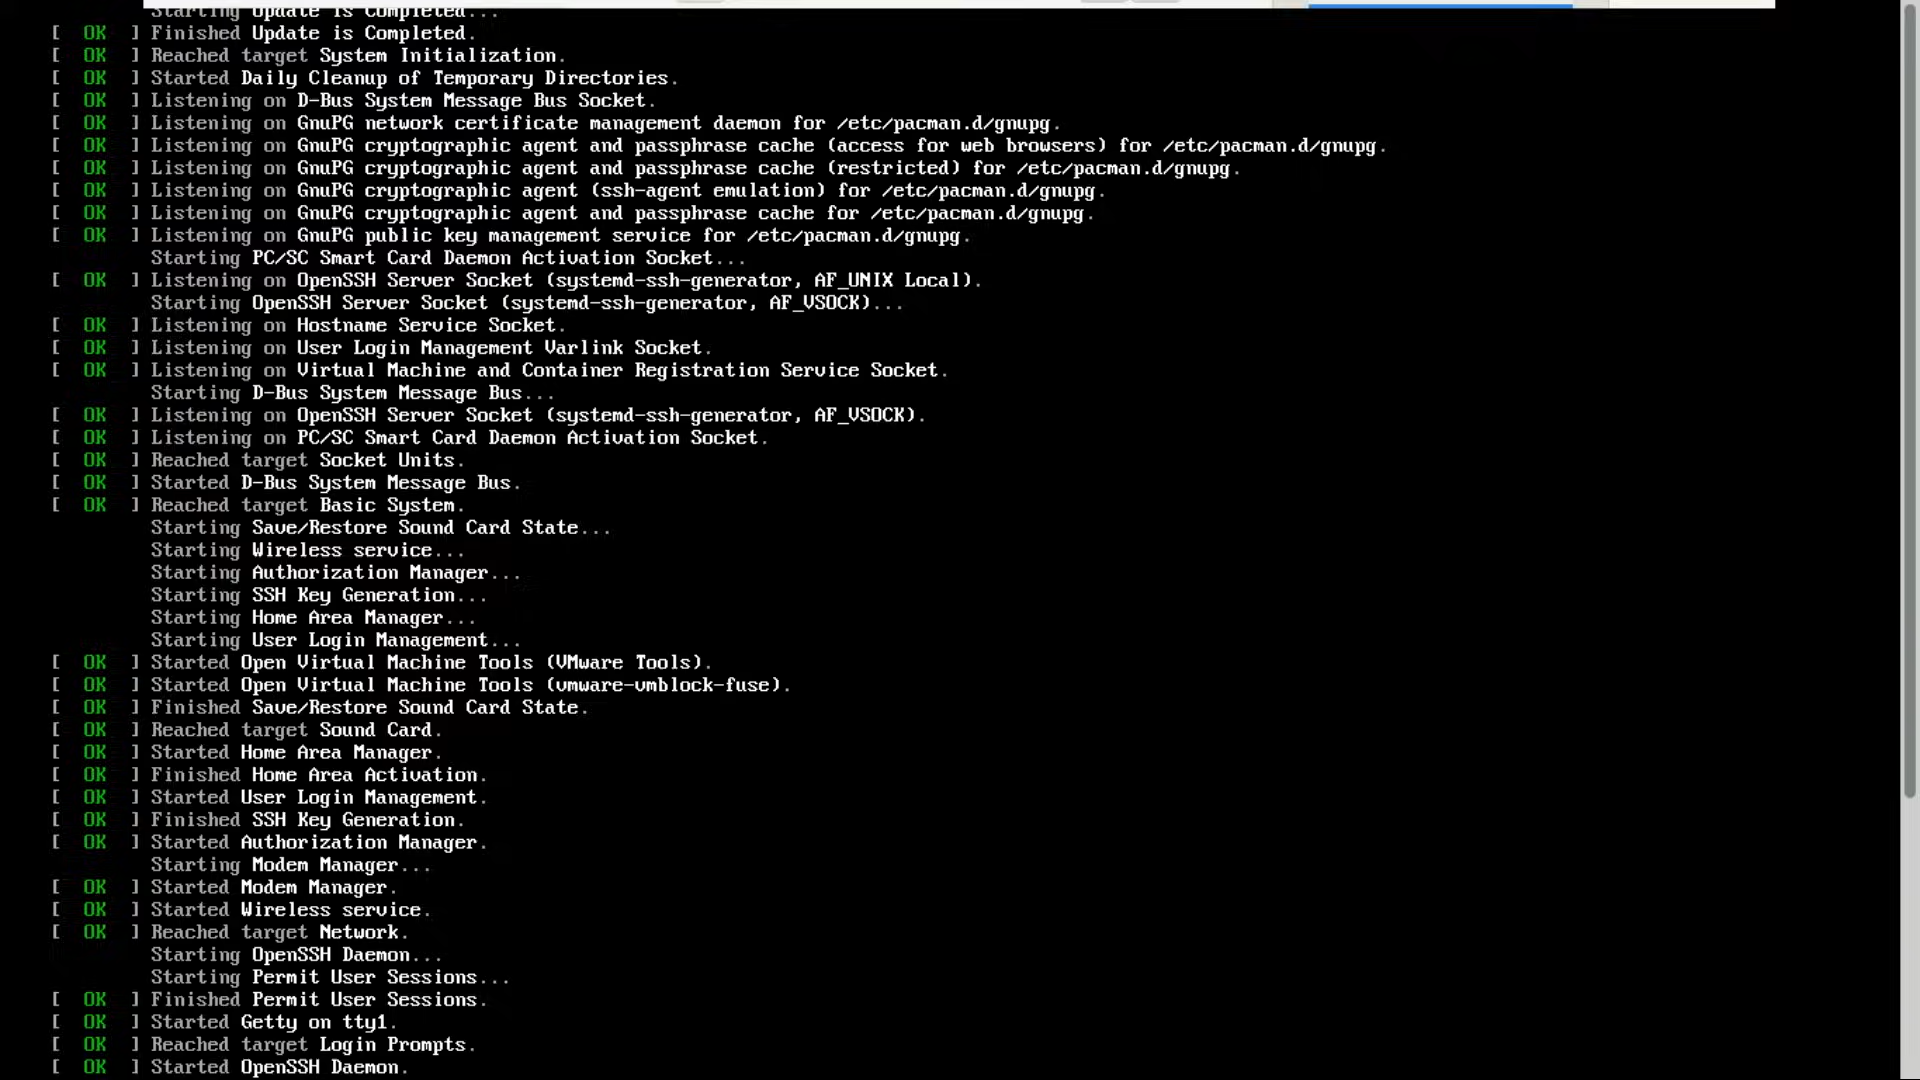 Starting Update is Completed...
[  OK  ] Finished Update is Completed.
[  OK  ] Reached target System Initialization.
[  OK  ] Started Daily Cleanup of Temporary Directories.
[  OK  ] Listening on D-Bus System Message Bus Socket.
[  OK  ] Listening on GnuPG network certificate management daemon for /etc/pacman.d/gnupg.
[  OK  ] Listening on GnuPG cryptographic agent and passphrase cache (access for web browsers) for /etc/pacman.d/gnupg.
[  OK  ] Listening on GnuPG cryptographic agent and passphrase cache (restricted) for /etc/pacman.d/gnupg.
[  OK  ] Listening on GnuPG cryptographic agent (ssh-agent emulation) for /etc/pacman.d/gnupg.
[  OK  ] Listening on GnuPG cryptographic agent and passphrase cache for /etc/pacman.d/gnupg.
[  OK  ] Listening on GnuPG public key management service for /etc/pacman.d/gnupg.
Starting PC/SC Smart Card Daemon Activation Socket...
[  OK  ] Listening on OpenSSH Server Socket (systemd-ssh-generator, AF_UNIX Local).
Starting OpenSSH Server Socket (systemd-ssh-generator, AF_VSOCK)...
[  OK  ] Listening on Hostname Service Socket.
[  OK  ] Listening on User Login Management Varlink Socket.
[  OK  ] Listening on Virtual Machine and Container Registration Service Socket.
Starting D-Bus System Message Bus...
[  OK  ] Listening on OpenSSH Server Socket (systemd-ssh-generator, AF_VSOCK).
[  OK  ] Listening on PC/SC Smart Card Daemon Activation Socket.
[  OK  ] Reached target Socket Units.
[  OK  ] Started D-Bus System Message Bus.
[  OK  ] Reached target Basic System.
Starting Save/Restore Sound Card State...
Starting Wireless service...
Starting Authorization Manager...
Starting SSH Key Generation...
Starting Home Area Manager...
Starting User Login Management...
[  OK  ] Started Open Virtual Machine Tools (VMware Tools).
[  OK  ] Started Open Virtual Machine Tools (vmware-vmblock-fuse).
[  OK  ] Finished Save/Restore Sound Card State.
[  OK  ] Reached target Sound Card.
[  OK  ] Started Home Area Manager.
[  OK  ] Finished Home Area Activation.
[  OK  ] Started User Login Management.
[  OK  ] Finished SSH Key Generation.
[  OK  ] Started Authorization Manager.
Starting Modem Manager...
[  OK  ] Started Modem Manager.
[  OK  ] Started Wireless service.
[  OK  ] Reached target Network.
Starting OpenSSH Daemon...
Starting Permit User Sessions...
[  OK  ] Finished Permit User Sessions.
[  OK  ] Started Getty on tty1.
[  OK  ] Reached target Login Prompts.
[  OK  ] Started OpenSSH Daemon.